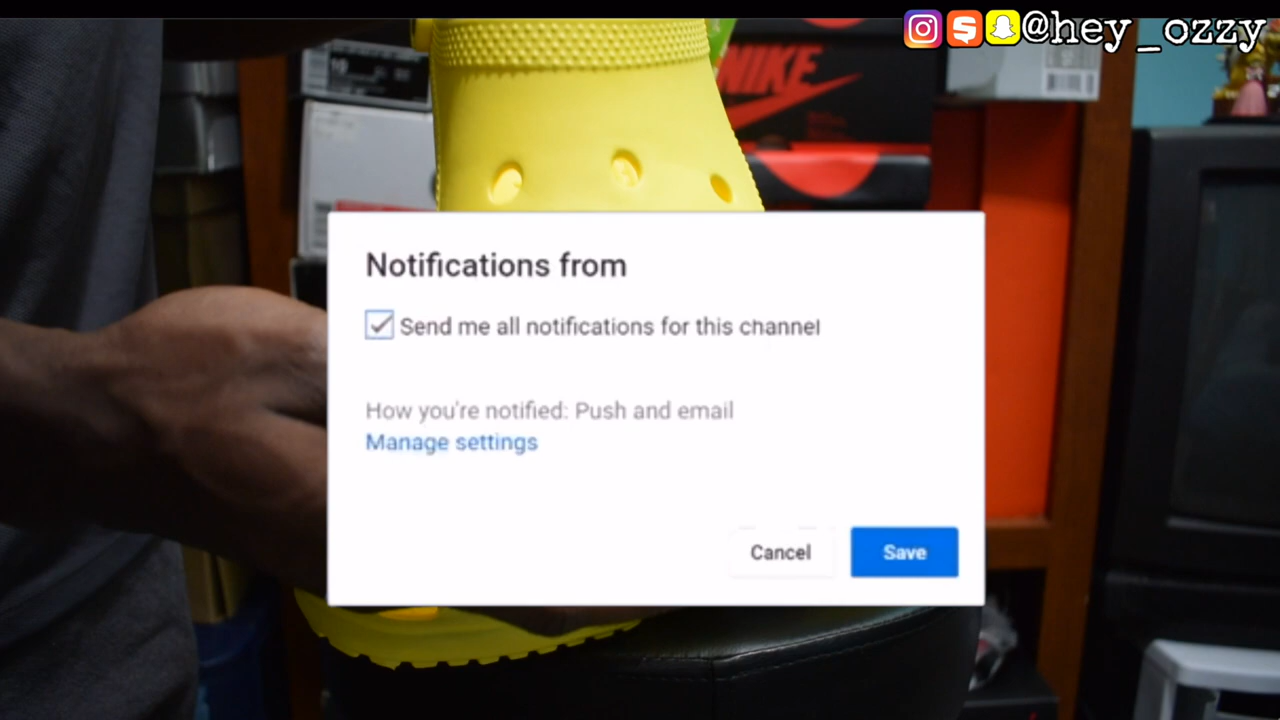 @hey_ozzy
NIKE
10
Notifications from
Send me all notifications for this channel
How you're notified: Push and email
Manage settings
Cancel
Save